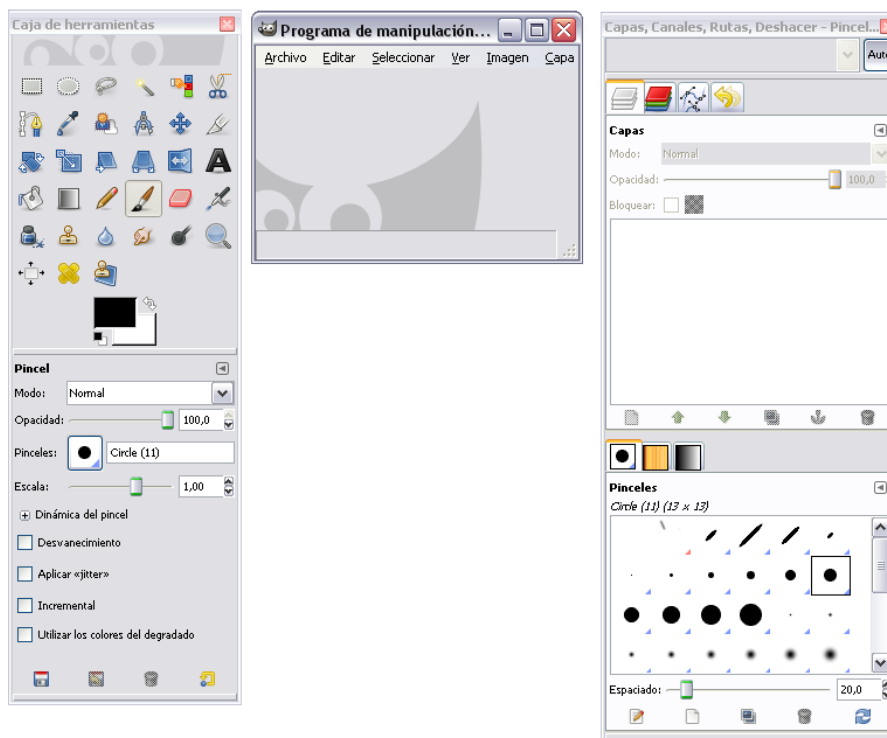 Caja de herramientas
Pincel
Modo: Normal
Opacidad: 100,0
Pinceles: Circle (11)
Escala: 1,00
Dinámica del pincel
Desvanecimiento
Aplicar «jitter»
Incremental
Utilizar los colores del degradado
Programa de manipulación...
Archivo Editar Seleccionar Ver Imagen Capa
Capas, Canales, Rutas, Deshacer - Pincel...
Auto
Capas
Modo: Normal
Opacidad: 100,0
Bloquear:
Pinceles
Circle (11) (13 x 13)
Espaciado: 20,0